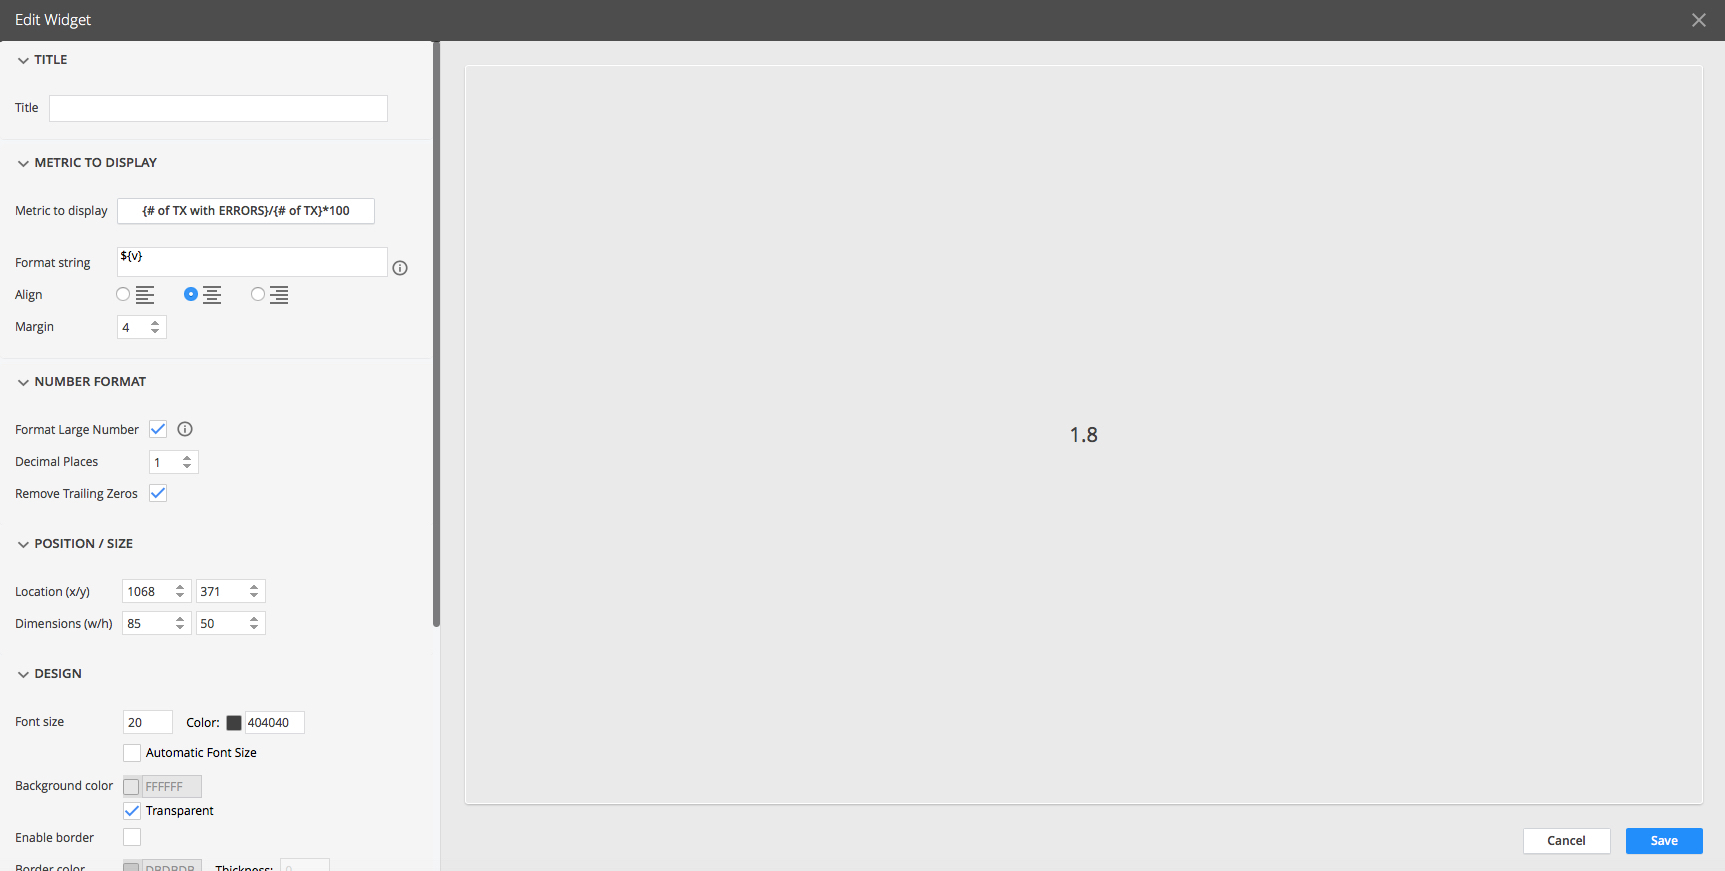 Edit Widget
TITLE
Title
METRIC TO DISPLAY
Metric to display {# of TX with ERRORS}/{# of TX}*100
Format string ${v}
Align
Margin 4
NUMBER FORMAT
Format Large Number
Decimal Places 1
Remove Trailing Zeros
POSITION / SIZE
Location (x/y) 1068 371
Dimensions (w/h) 85 50
DESIGN
Font size 20 Color: 404040
Automatic Font Size
Background color FFFFFF
Transparent
Enable border
Border color DBDBDB Thickness: 0
1.8
Cancel Save